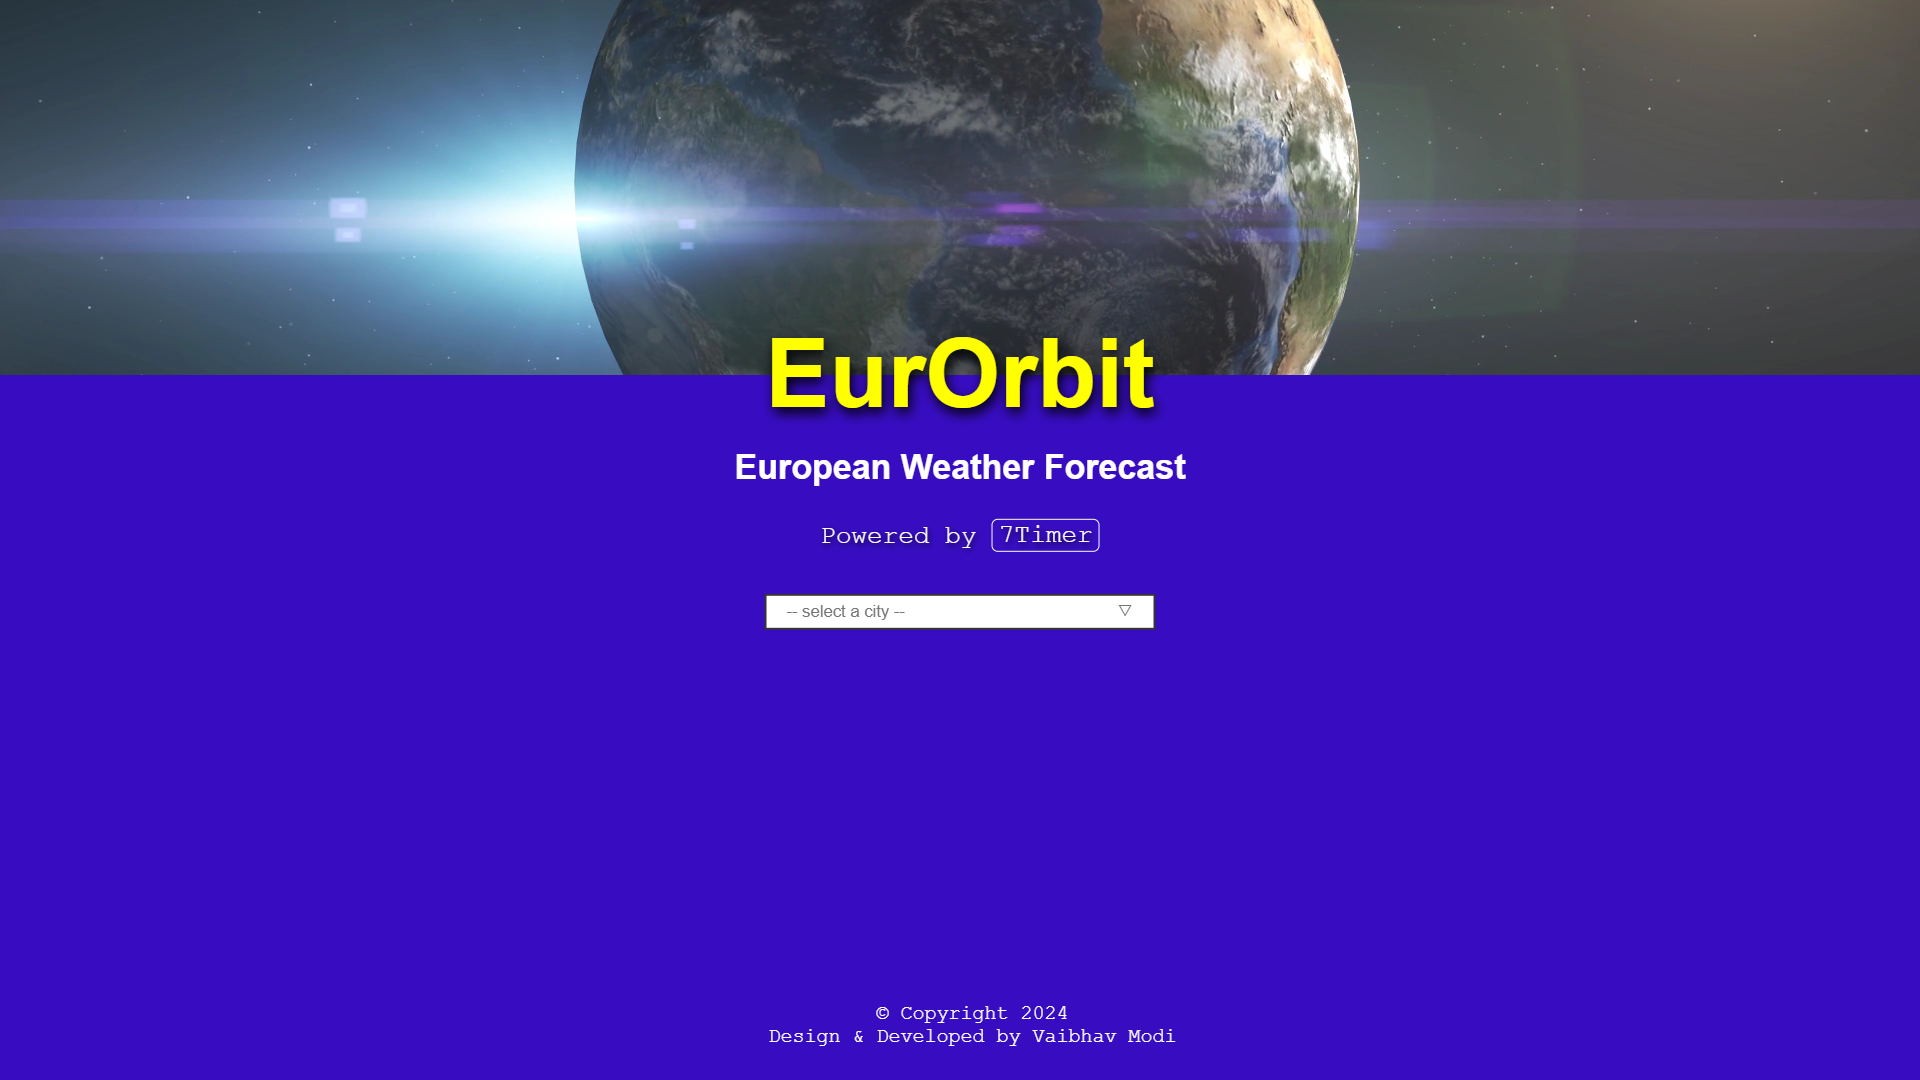 EurOrbit
European Weather Forecast
Powered by 7Timer
-- select a city --
© Copyright 2024
Design & Developed by Vaibhav Modi